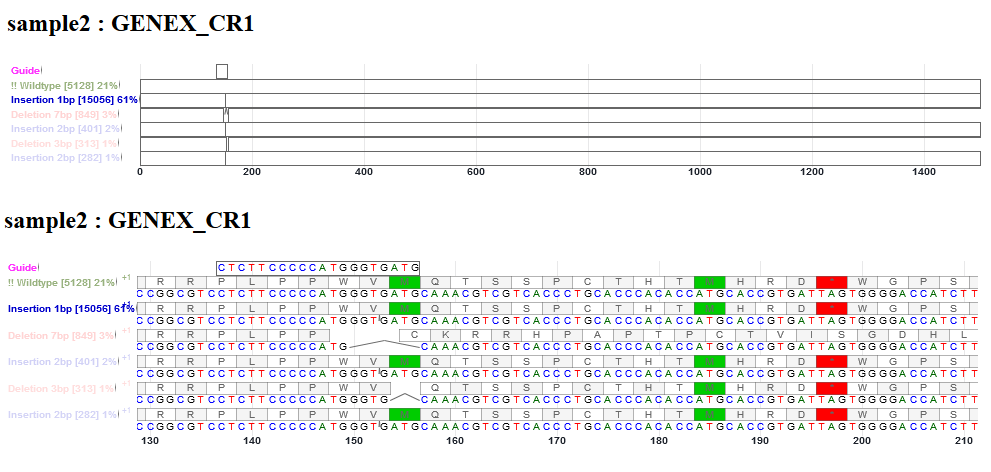 sample2 : GENEX_CR1
Guide
!! Wildtype [5128] 21%
Insertion 1bp [15056] 61%
Deletion 7bp [849] 3%
Insertion 2bp [401] 2%
Deletion 3bp [313] 1%
Insertion 2bp [282] 1%
0 200 400 600 800 1000 1200 1400
sample2 : GENEX_CR1
Guide CTCTTCCCCCATGGGTGATG
!! Wildtype [5128] 21% +1 R R P L P P W V M Q T S S P C T H T M H R D * W G P S
CCGGCGTCCTCTTCCCCCATGGGTGATGCAAACGTCGTCACCCTGCACCCACACCATGCACCGTGATTAGTGGGGACCATCTT
Insertion 1bp [15056] 61% +1 R R P L P P W V M Q T S S P C T H T M H R D * W G P S
CCGGCGTCCTCTTCCCCCATGGGTGATGCAAACGTCGTCACCCTGCACCCACACCATGCACCGTGATTAGTGGGGACCATCTT
Deletion 7bp [849] 3% +1 R R P L P P C K R R H P A P T P C T V I S G D H L
CCGGCGTCCTCTTCCCCCATG CAAACGTCGTCACCCTGCACCCACACCATGCACCGTGATTAGTGGGGACCATCTT
Insertion 2bp [401] 2% +1 R R P L P P W V M Q T S S P C T H T M H R D * W G P S
CCGGCGTCCTCTTCCCCCATGGGTGATGCAAACGTCGTCACCCTGCACCCACACCATGCACCGTGATTAGTGGGGACCATCTT
Deletion 3bp [313] 1% +1 R R P L P P W V Q T S S P C T H T M H R D * W G P S
CCGGCGTCCTCTTCCCCCATGGGTG CAAACGTCGTCACCCTGCACCCACACCATGCACCGTGATTAGTGGGGACCATCTT
Insertion 2bp [282] 1% +1 R R P L P P W V M Q T S S P C T H T M H R D * W G P S
CCGGCGTCCTCTTCCCCCATGGGTGATGCAAACGTCGTCACCCTGCACCCACACCATGCACCGTGATTAGTGGGGACCATCTT
130 140 150 160 170 180 190 200 210